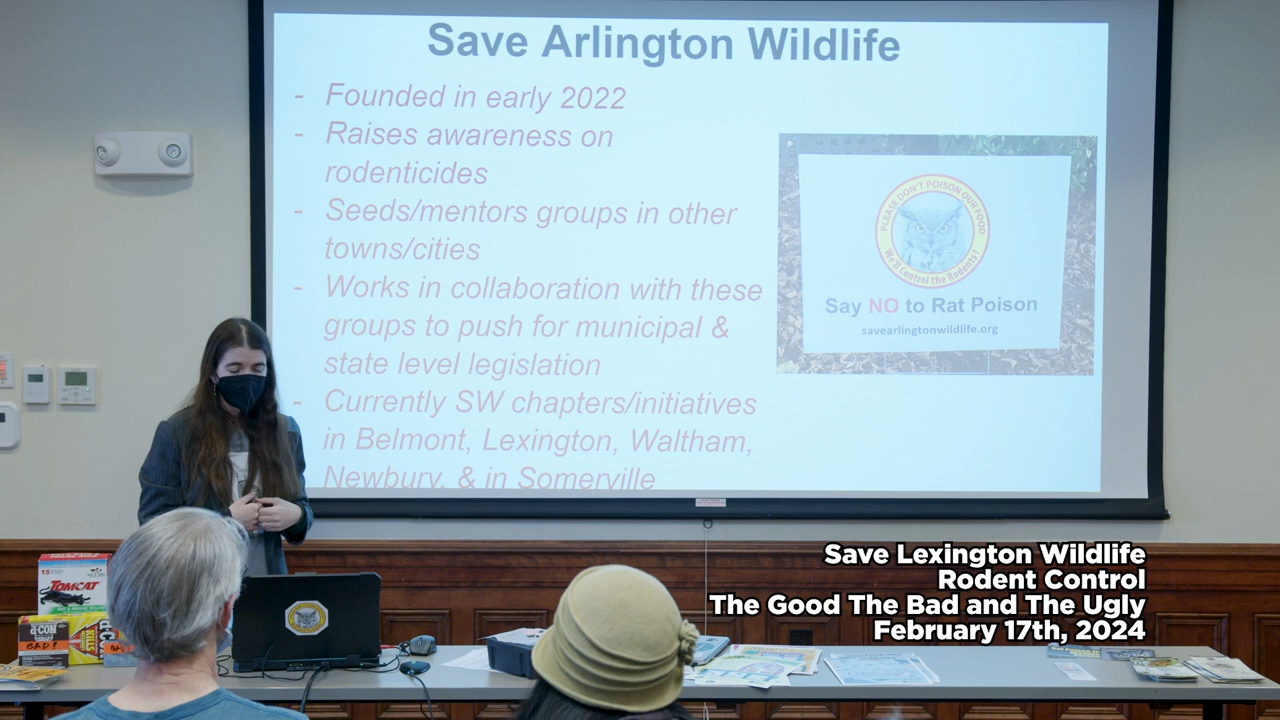 Save Arlington Wildlife
- Founded in early 2022
- Raises awareness on
rodenticides
- Seeds/mentors groups in other
towns/cities
- Works in collaboration with these
groups to push for municipal &
state level legislation
- Currently SW chapters/initiatives
in Belmont, Lexington, Waltham,
Newbury, & in Somerville
PLEASE DON'T POISON OUR FOOD
We'll Control the Rodents!
Say NO to Rat Poison
savearlingtonwildlife.org
15
TOMCAT
d-CON
BAD!
KILLS
BAD
Save Lexington Wildlife
Rodent Control
The Good The Bad and The Ugly
February 17th, 2024